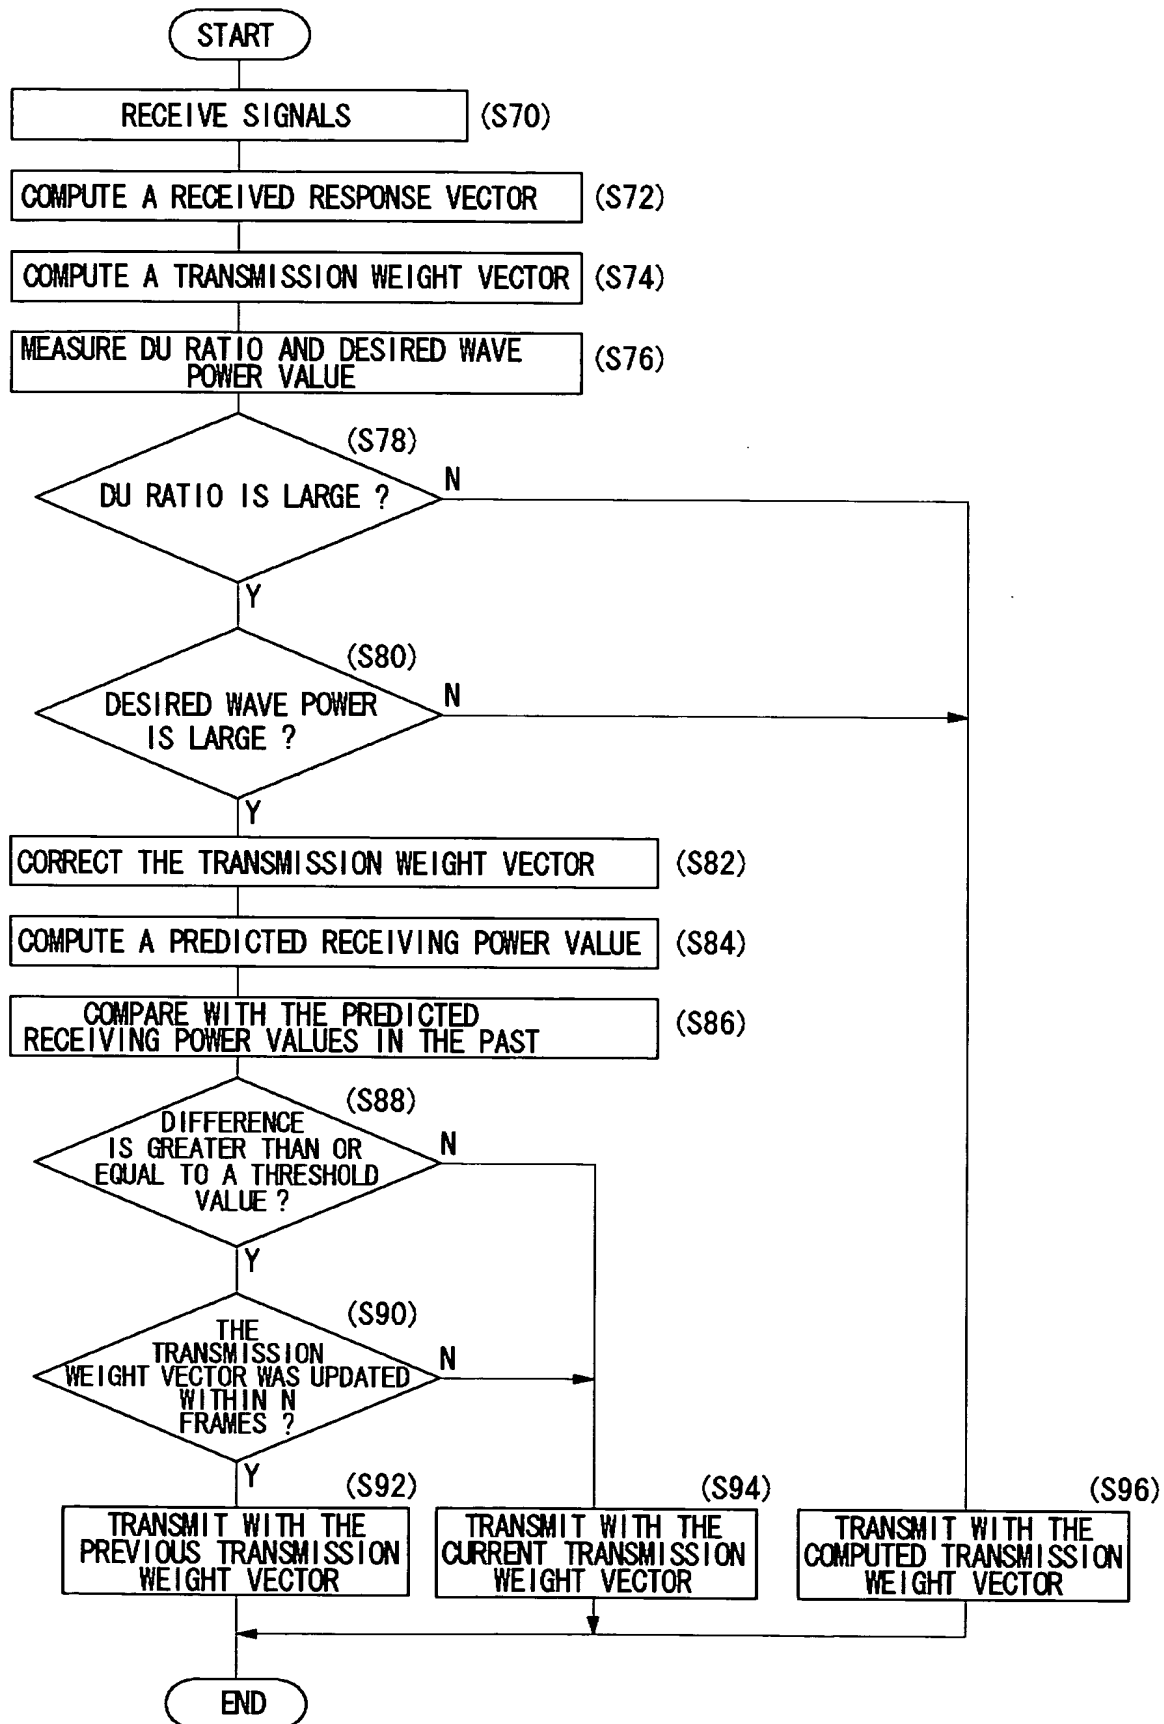 START
RECEIVE SIGNALS (S70)
COMPUTE A RECEIVED RESPONSE VECTOR (S72)
COMPUTE A TRANSMISSION WEIGHT VECTOR (S74)
MEASURE DU RATIO AND DESIRED WAVE
POWER VALUE
(S76)
(S78)
DU RATIO IS LARGE ?
N
Y
(S80)
DESIRED WAVE POWER
IS LARGE ?
N
Y
CORRECT THE TRANSMISSION WEIGHT VECTOR (S82)
COMPUTE A PREDICTED RECEIVING POWER VALUE (S84)
COMPARE WITH THE PREDICTED
RECEIVING POWER VALUES IN THE PAST
(S86)
(S88)
DIFFERENCE
IS GREATER THAN OR
EQUAL TO A THRESHOLD
VALUE ?
N
Y
(S90)
THE
TRANSMISSION
WEIGHT VECTOR WAS UPDATED
WITHIN N
FRAMES ?
N
Y
(S92)
TRANSMIT WITH THE
PREVIOUS TRANSMISSION
WEIGHT VECTOR
(S94)
TRANSMIT WITH THE
CURRENT TRANSMISSION
WEIGHT VECTOR
(S96)
TRANSMIT WITH THE
COMPUTED TRANSMISSION
WEIGHT VECTOR
END